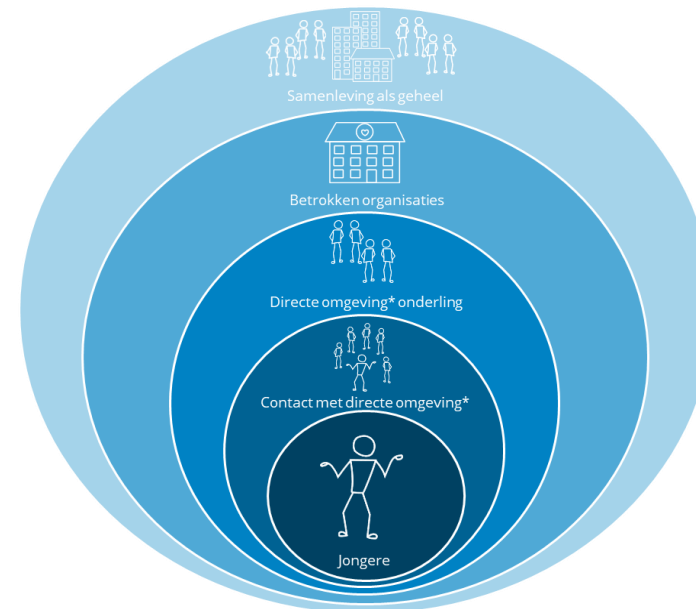 Samenleving als geheel
Betrokken organisaties
Directe omgeving* onderling
Contact met directe omgeving*
Jongere